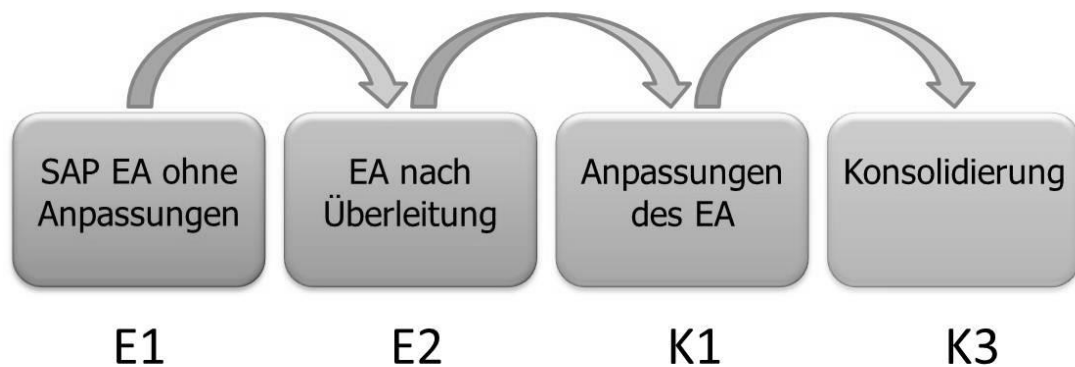 SAP EA ohne
Anpassungen
EA nach
Überleitung
Anpassungen
des EA
Konsolidierung
E1
E2
K1
K3